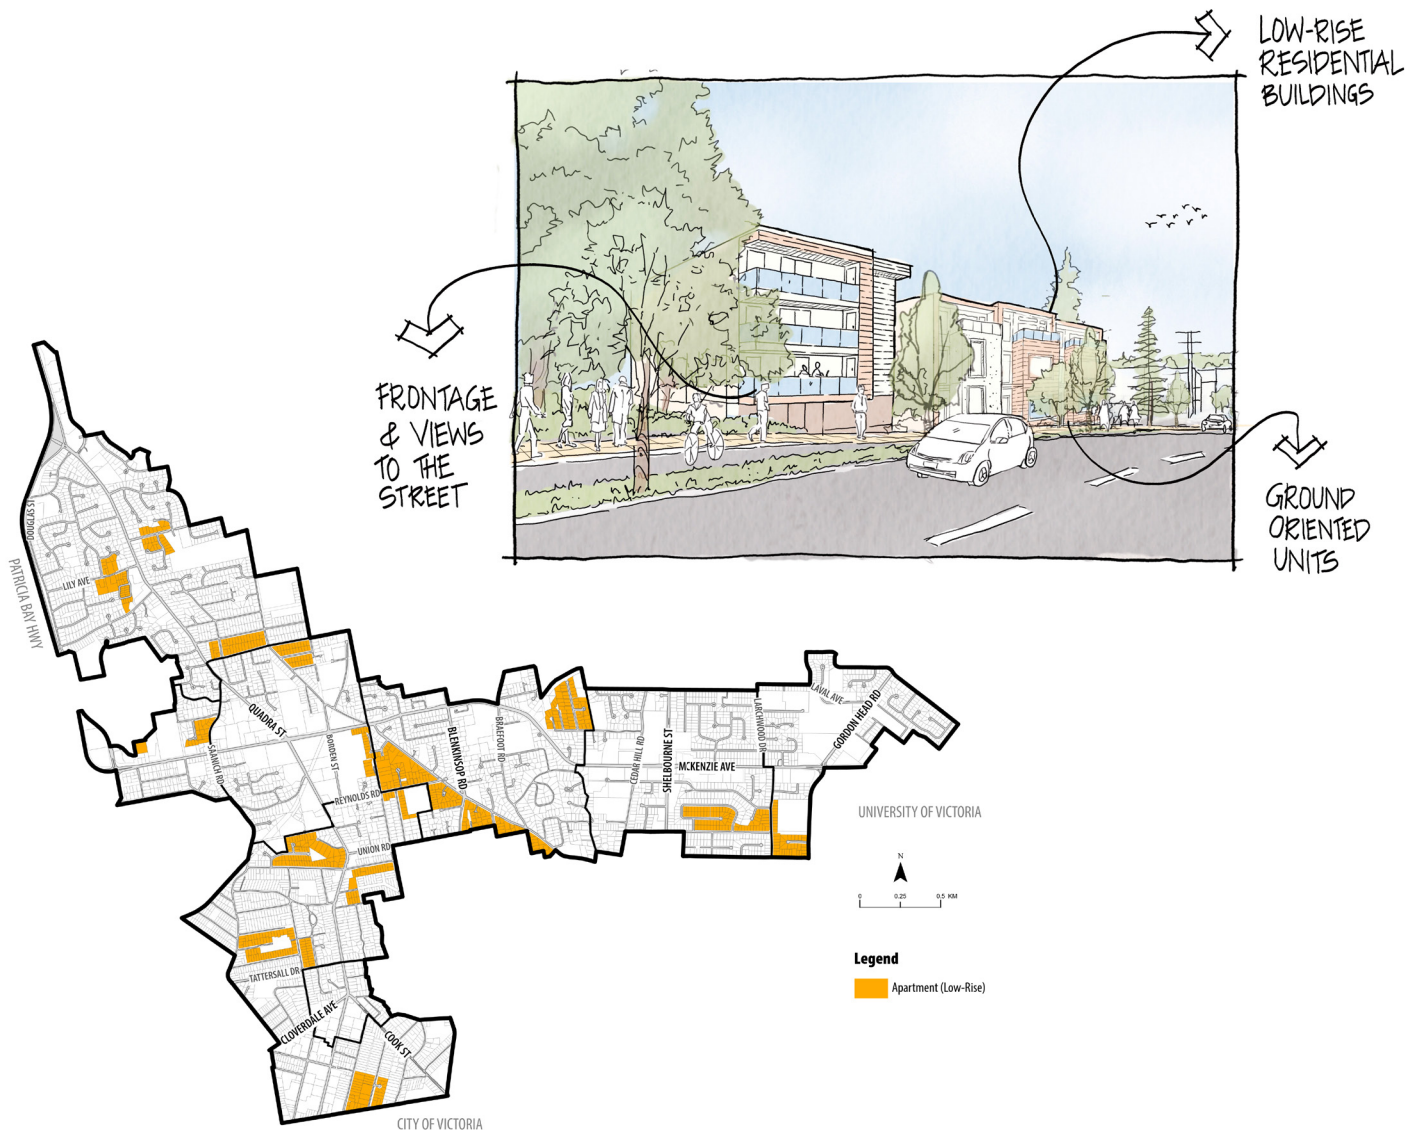 LOW-RISE
RESIDENTIAL
BUILDINGS
FRONTAGE
& VIEWS
TO THE
STREET
GROUND
ORIENTED
UNITS
DOUGLAS ST
PATRICIA BAY HWY
LILY AVE
QUADRA ST
SAANICH RD
BORDEN ST
REYNOLDS RD
UNION RD
BLENKINSOP RD
BRAEFOOT RD
CEDAR HILL RD
SHELBOURNE ST
MCKENZIE AVE
LARCHWOOD DR
LAVAL AVE
GORDON HEAD RD
UNIVERSITY OF VICTORIA
N
0 0.25 0.5 KM
TATTERSALL DR
CLOVERDALE AVE
COOK ST
CITY OF VICTORIA
Legend
Apartment (Low-Rise)